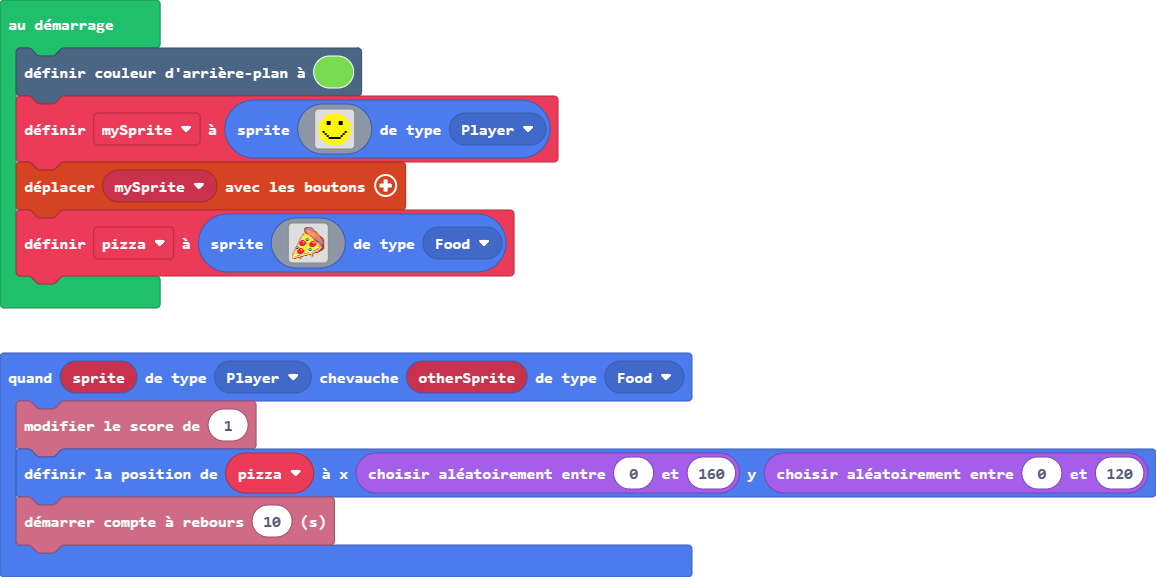 au démarrage
définir couleur d'arrière-plan à
définir mySprite à sprite de type Player
déplacer mySprite avec les boutons
définir pizza à sprite de type Food
quand sprite de type Player chevauche otherSprite de type Food
modifier le score de 1
définir la position de pizza à x choisir aléatoirement entre 0 et 160 y choisir aléatoirement entre 0 et 120
démarrer compte à rebours 10 (s)